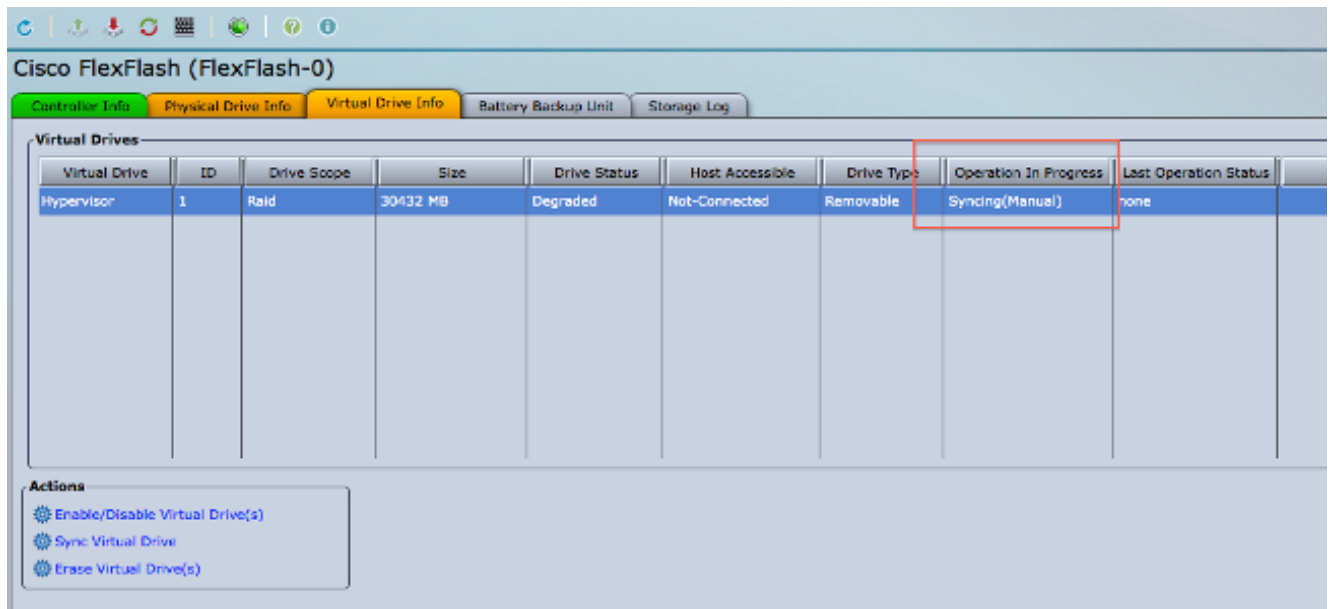 Cisco FlexFlash (FlexFlash-0)
Controller Info Physical Drive Info Virtual Drive Info Battery Backup Unit Storage Log
Virtual Drives
Virtual Drive ID Drive Scope Size Drive Status Host Accessible Drive Type Operation In Progress Last Operation Status
Hypervisor 1 Raid 30432 MB Degraded Not-Connected Removable Syncing(Manual) none
Actions
Enable/Disable Virtual Drive(s)
Sync Virtual Drive
Erase Virtual Drive(s)